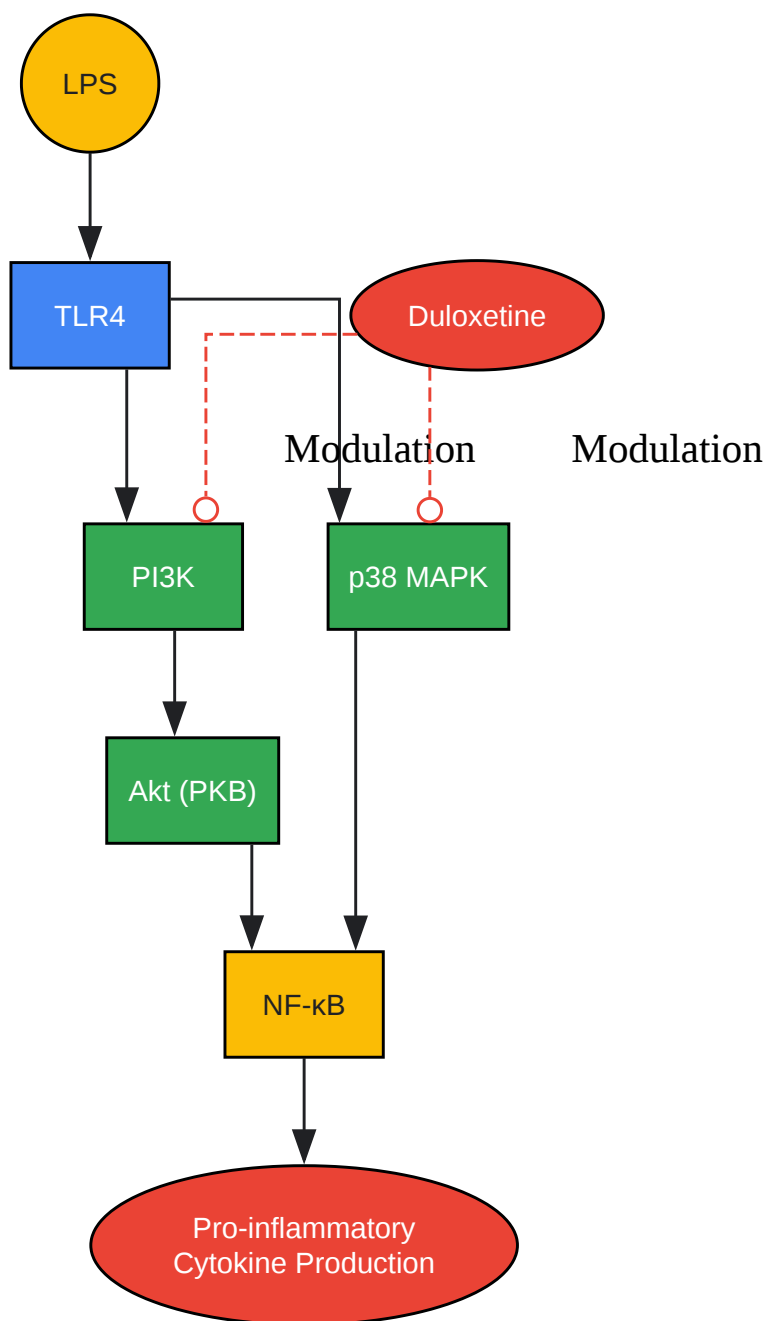 LPS
TLR4
Duloxetine
Modulation
Modulation
PI3K
p38 MAPK
Akt (PKB)
NF-κB
Pro-inflammatory
Cytokine Production